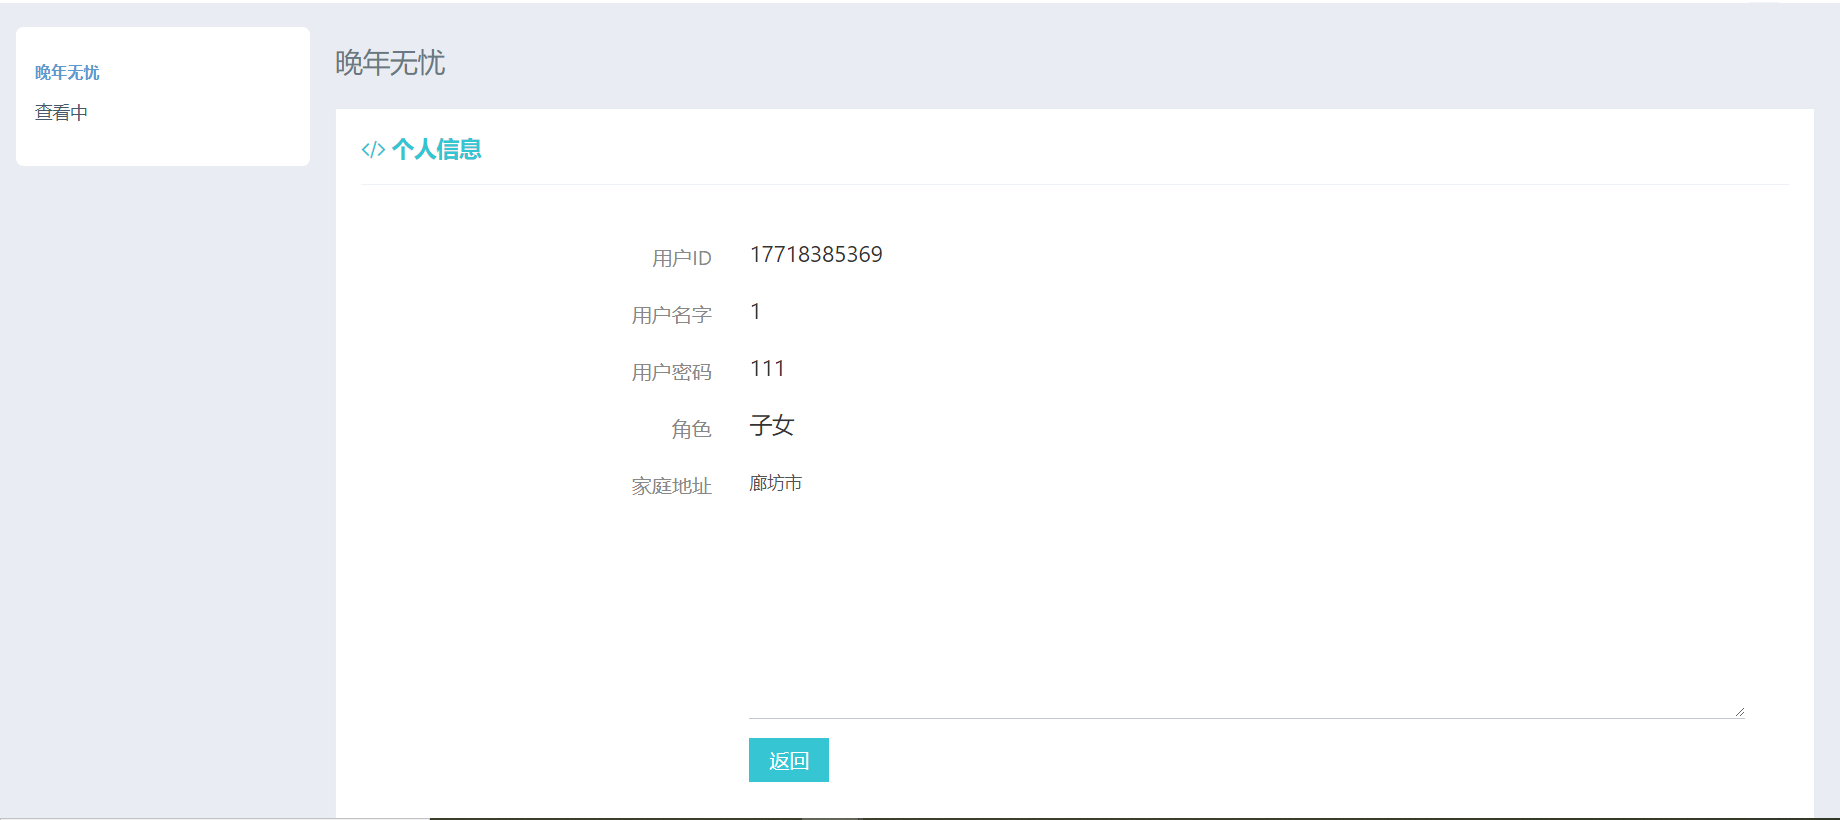 晚年无忧
查看中
晚年无忧
</> 个人信息
用户ID 17718385369
用户名字 1
用户密码 111
角色 子女
家庭地址 廊坊市
返回